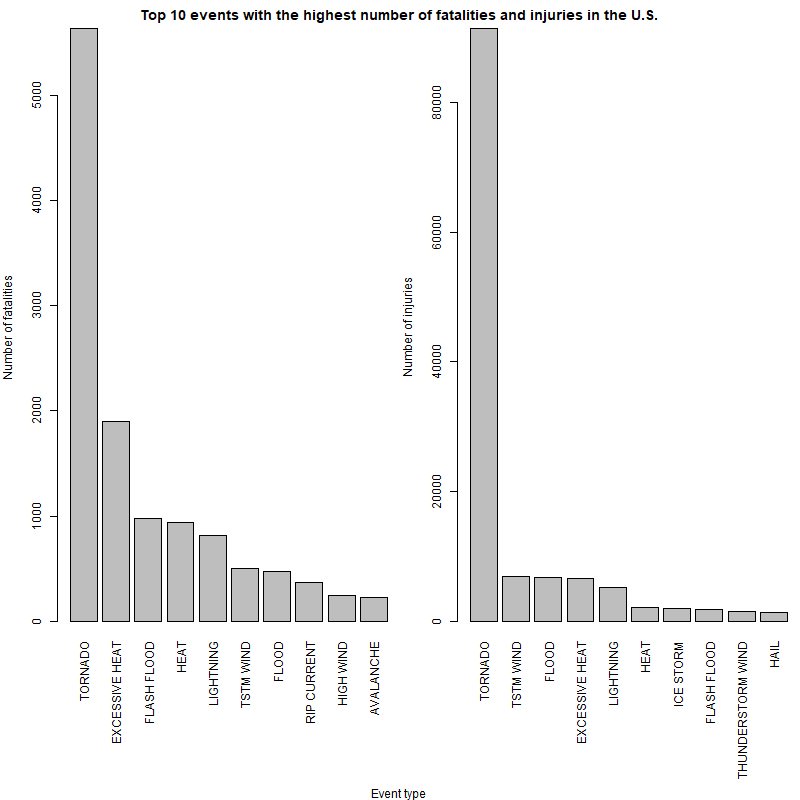 Top 10 events with the highest number of fatalities and injuries in the U.S.
Number of fatalities
5000
4000
3000
2000
1000
0
TORNADO
EXCESSIVE HEAT
FLASH FLOOD
HEAT
LIGHTNING
TSTM WIND
FLOOD
RIP CURRENT
HIGH WIND
AVALANCHE
Number of injuries
80000
60000
40000
20000
0
TORNADO
TSTM WIND
FLOOD
EXCESSIVE HEAT
LIGHTNING
HEAT
ICE STORM
FLASH FLOOD
THUNDERSTORM WIND
HAIL
Event type